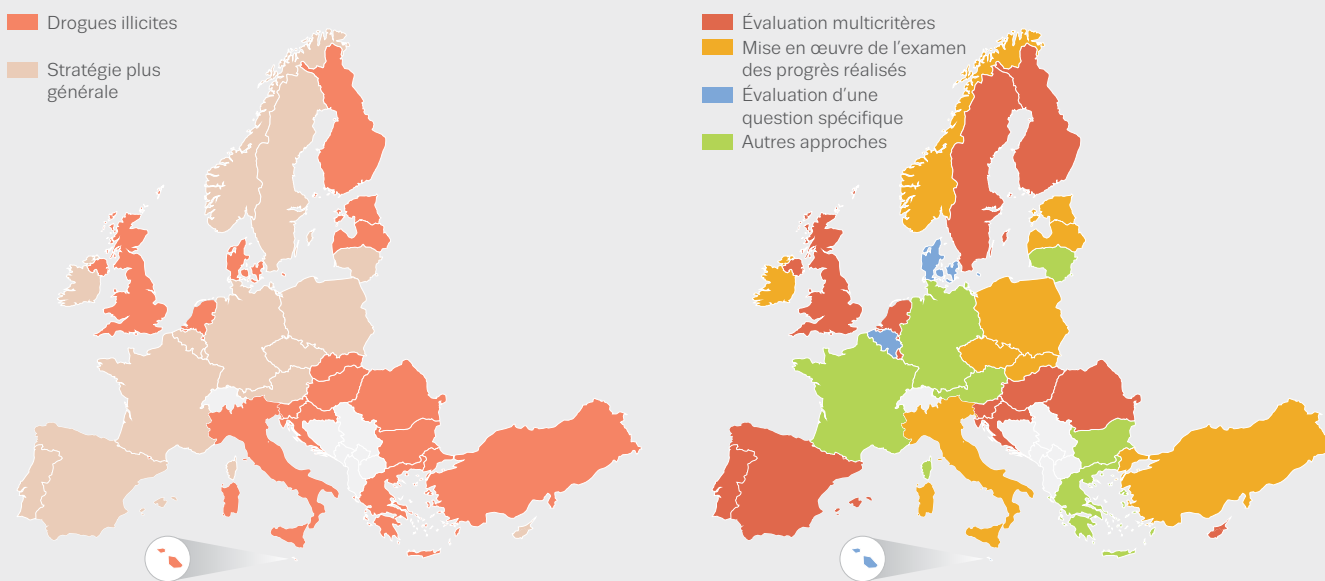 Drogues illicites
Stratégie plus
générale
Évaluation multicritères
Mise en œuvre de l’examen
des progrès réalisés
Évaluation d’une
question spécifique
Autres approches